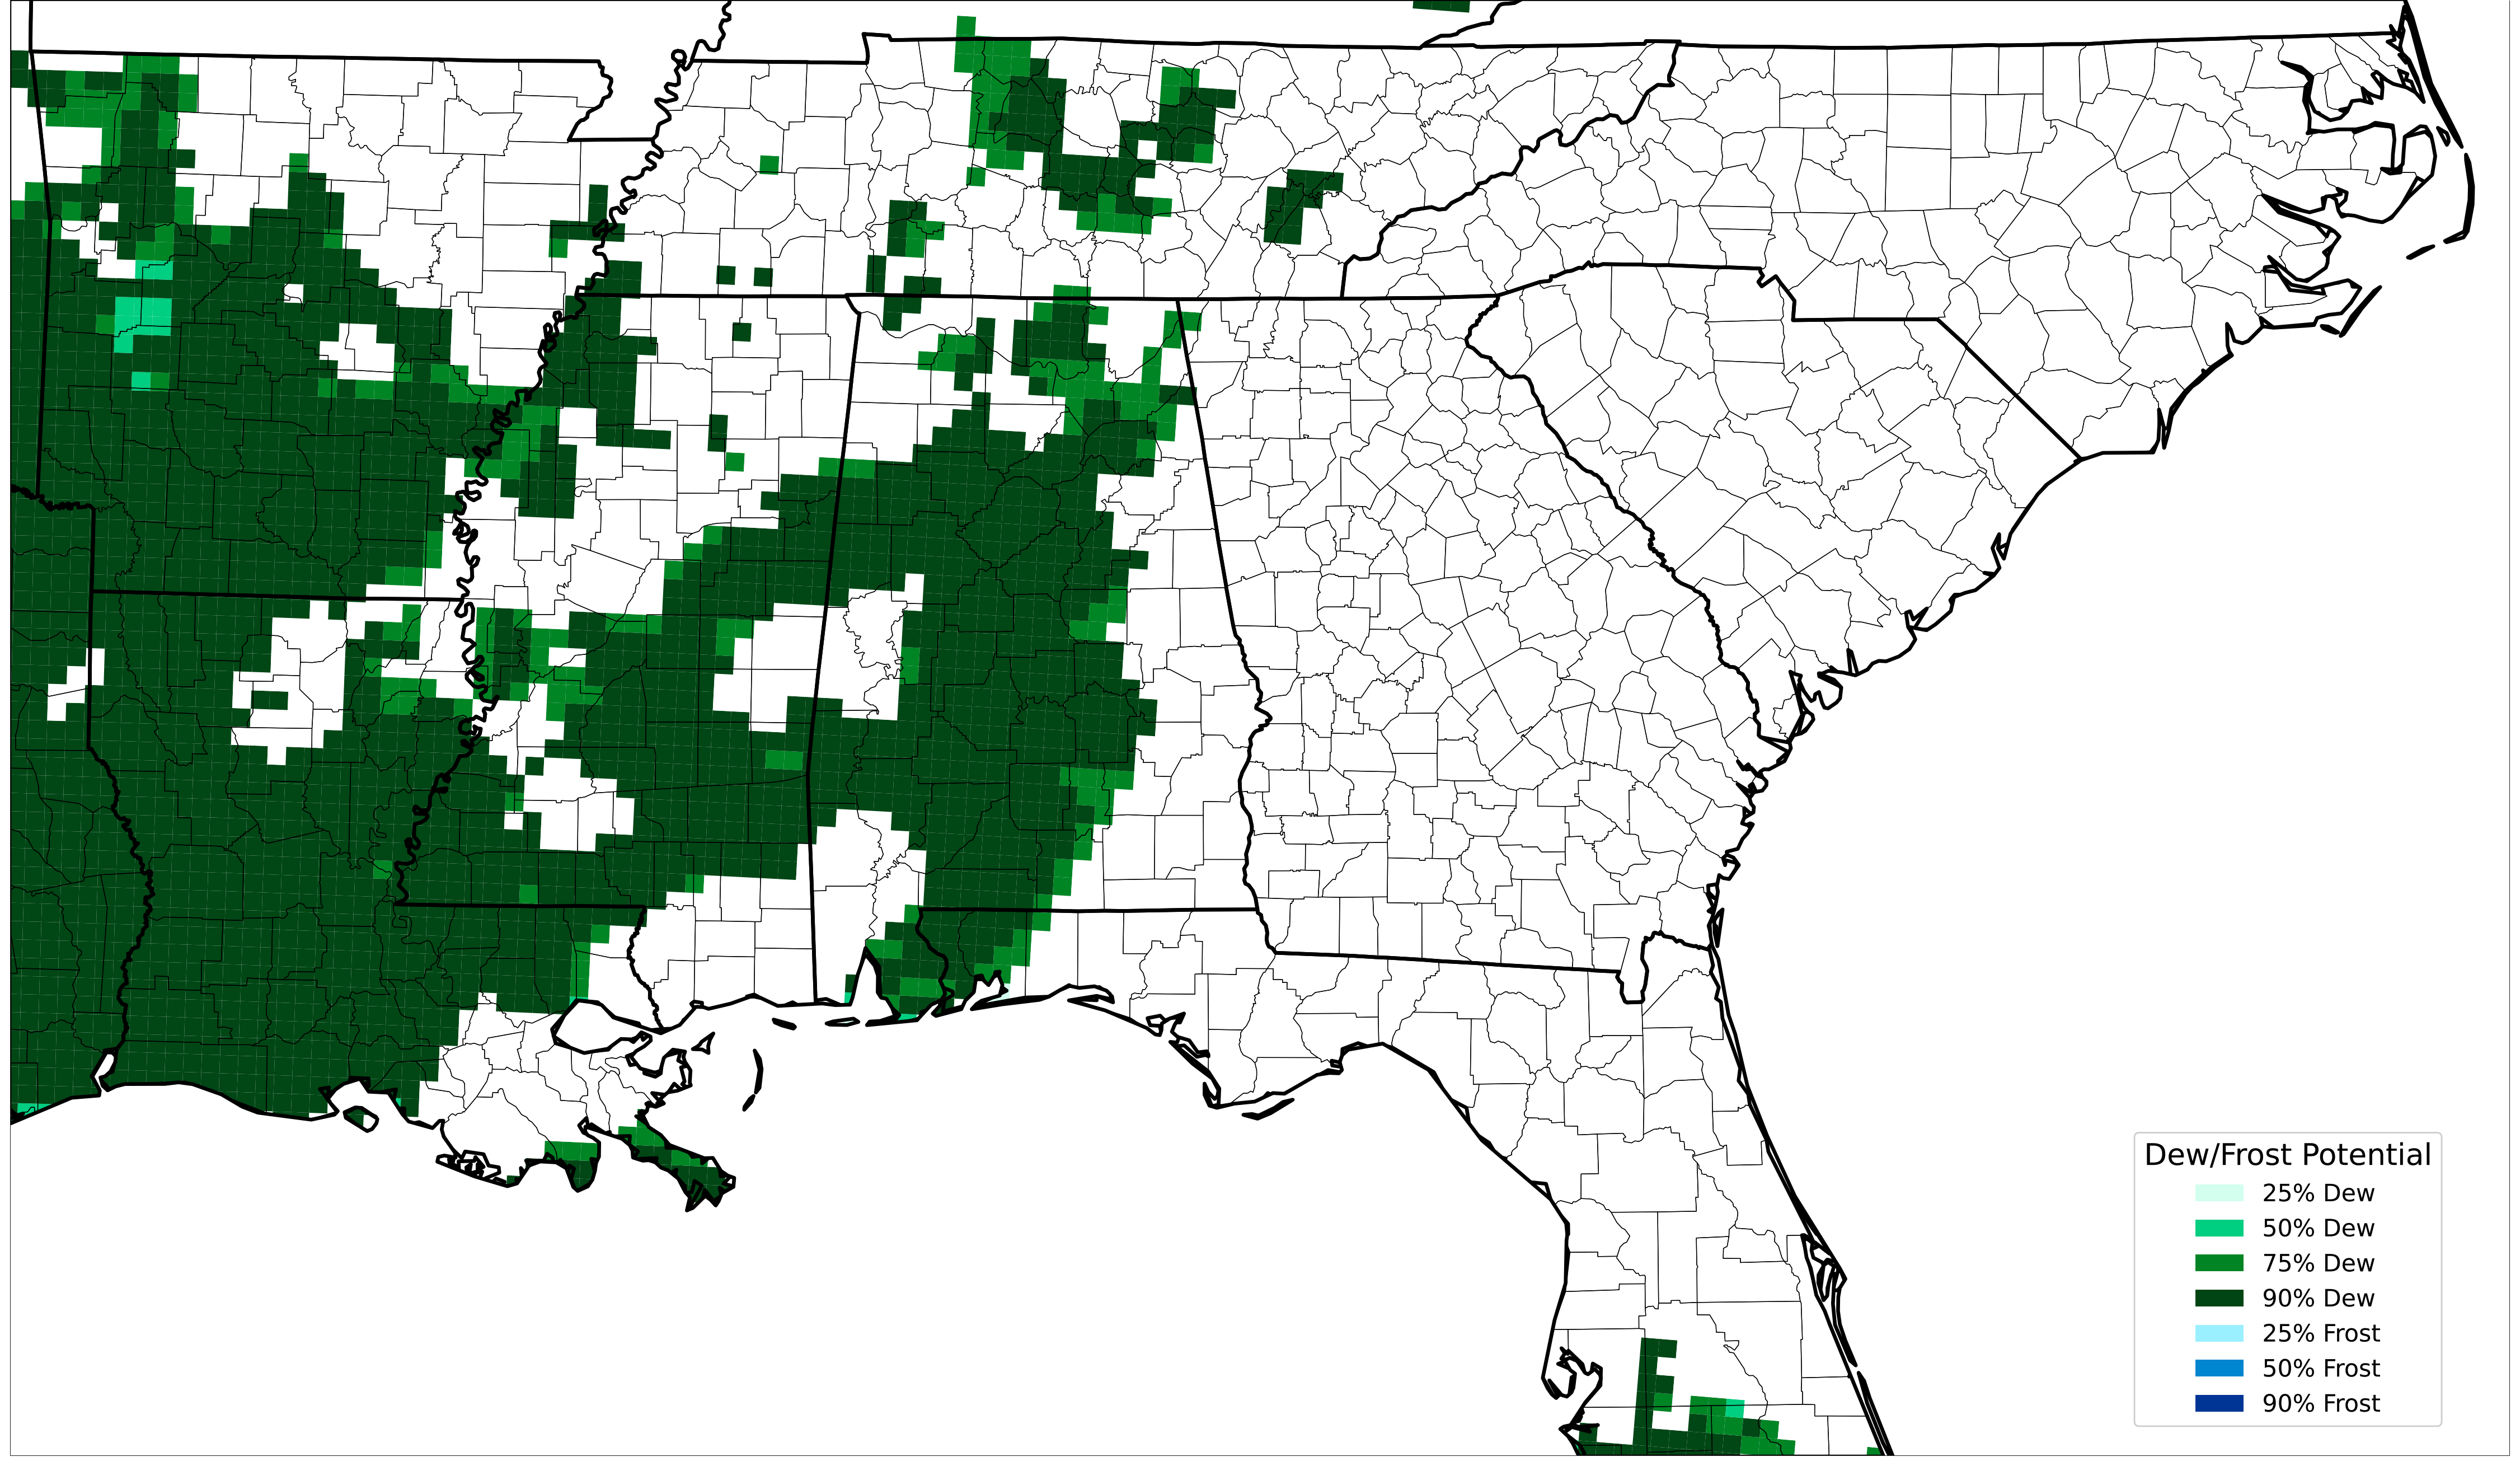 Dew/Frost Potential
25% Dew
50% Dew
75% Dew
90% Dew
25% Frost
50% Frost
90% Frost